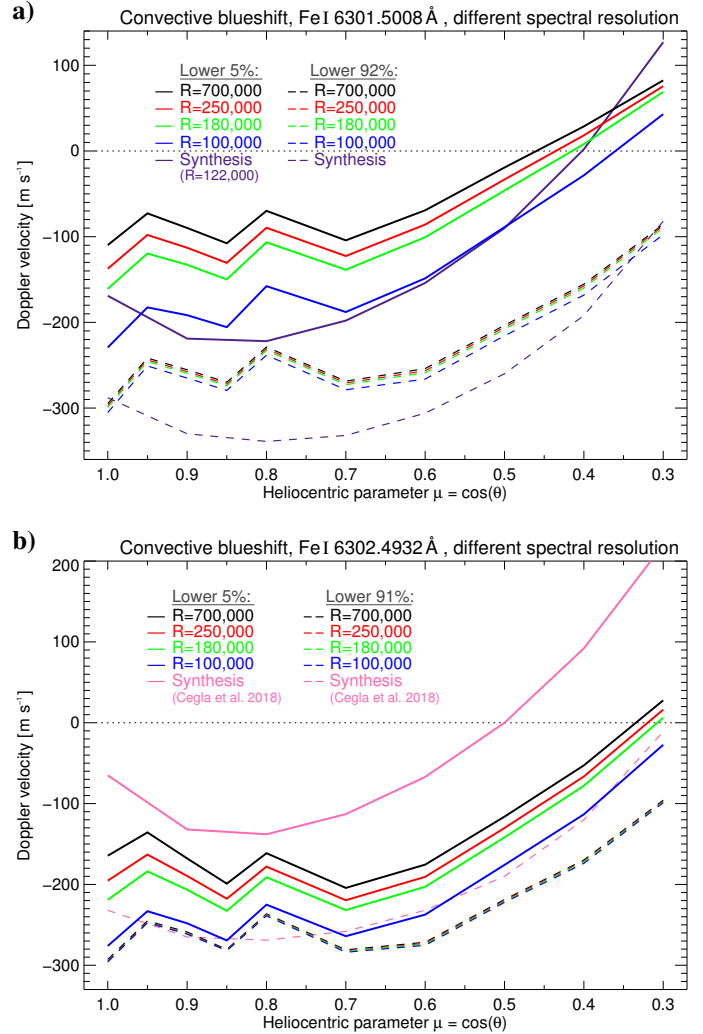 a)
Convective blueshift, Fe I 6301.5008 Å , different spectral resolution
Lower 5%: Lower 92%:
R=700,000 R=700,000
R=250,000 R=250,000
R=180,000 R=180,000
R=100,000 R=100,000
Synthesis Synthesis
(R=122,000)
Doppler velocity [m s⁻¹]
100
0
−100
−200
−300
1.0 0.9 0.8 0.7 0.6 0.5 0.4 0.3
Heliocentric parameter μ = cos(θ)
b)
Convective blueshift, Fe I 6302.4932 Å , different spectral resolution
Lower 5%: Lower 91%:
R=700,000 R=700,000
R=250,000 R=250,000
R=180,000 R=180,000
R=100,000 R=100,000
Synthesis Synthesis
(Cegla et al. 2018) (Cegla et al. 2018)
Doppler velocity [m s⁻¹]
200
100
0
−100
−200
−300
1.0 0.9 0.8 0.7 0.6 0.5 0.4 0.3
Heliocentric parameter μ = cos(θ)